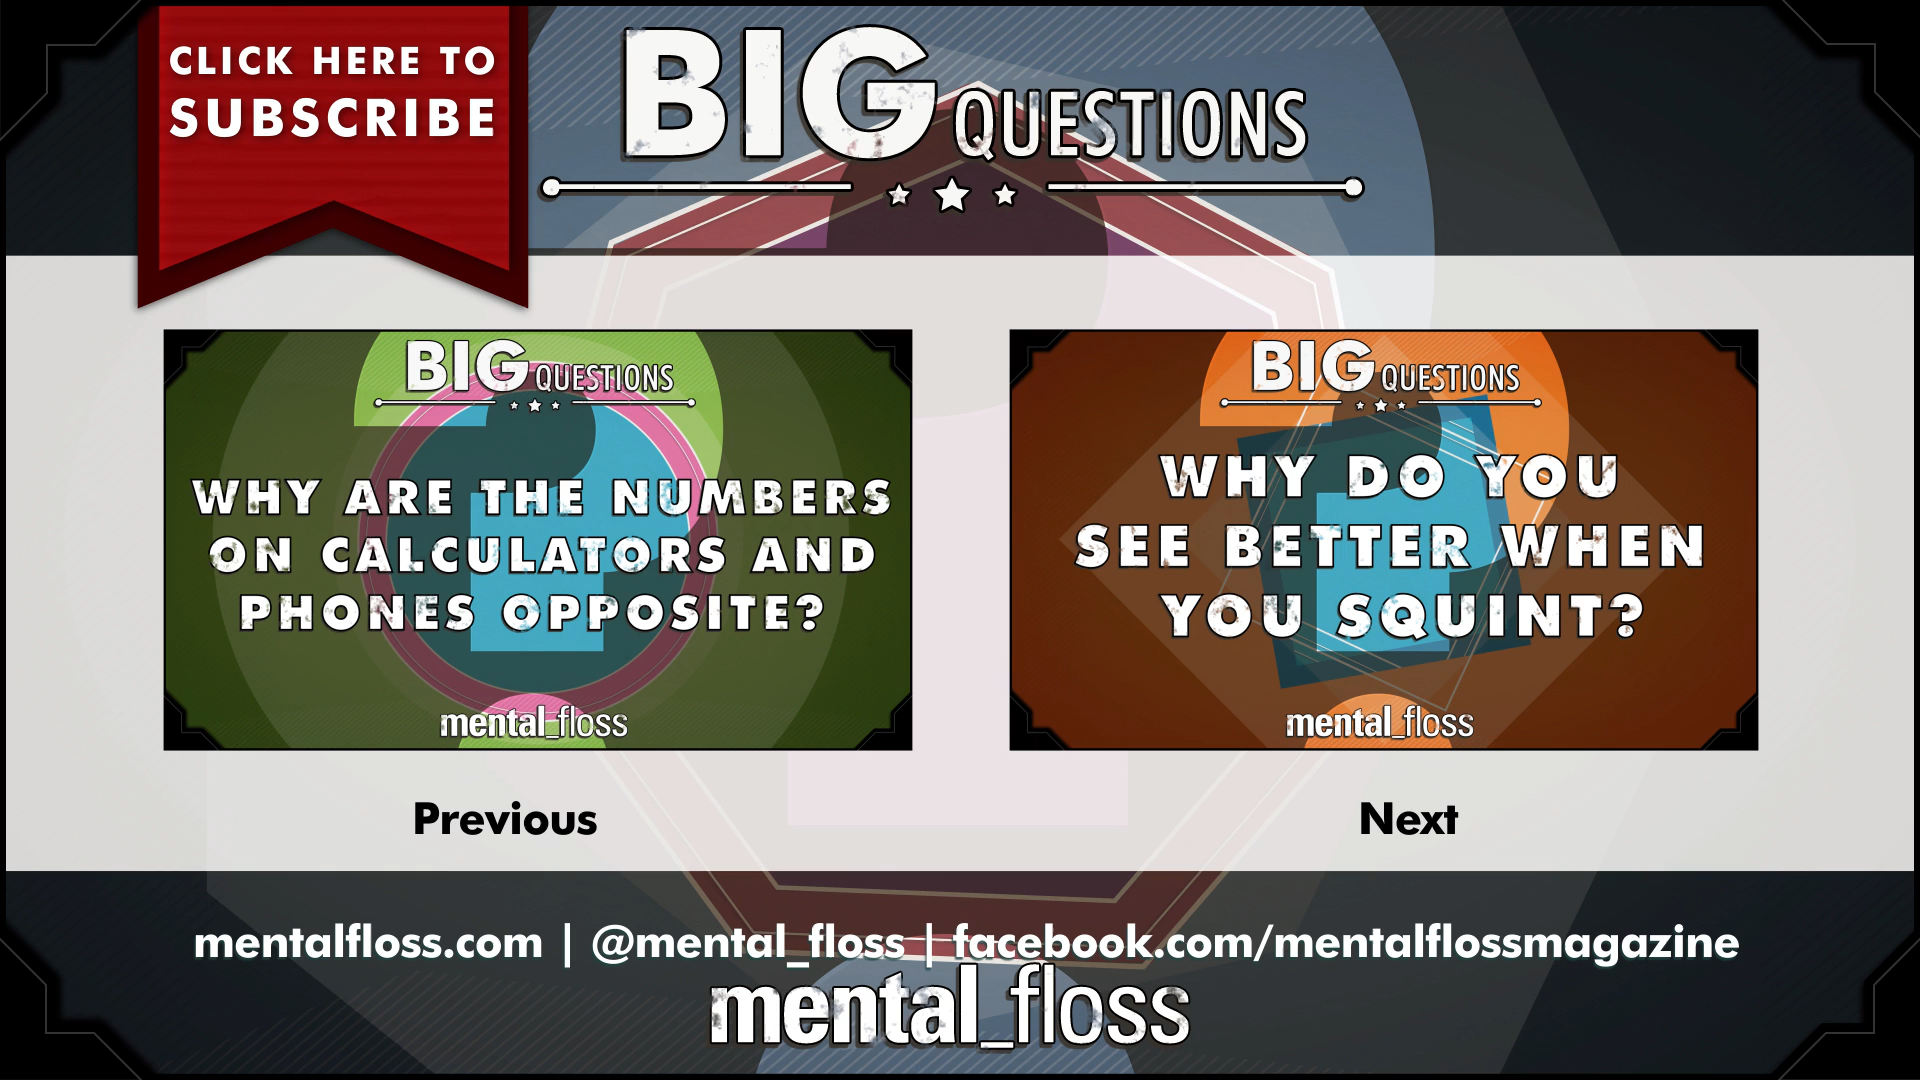 CLICK HERE TO
SUBSCRIBE
BIG QUESTIONS
BIG QUESTIONS
WHY ARE THE NUMBERS
ON CALCULATORS AND
PHONES OPPOSITE?
mental_floss
Previous
BIG QUESTIONS
WHY DO YOU
SEE BETTER WHEN
YOU SQUINT?
mental_floss
Next
mentalfloss.com | @mental_floss | facebook.com/mentalflossmagazine
mental_floss